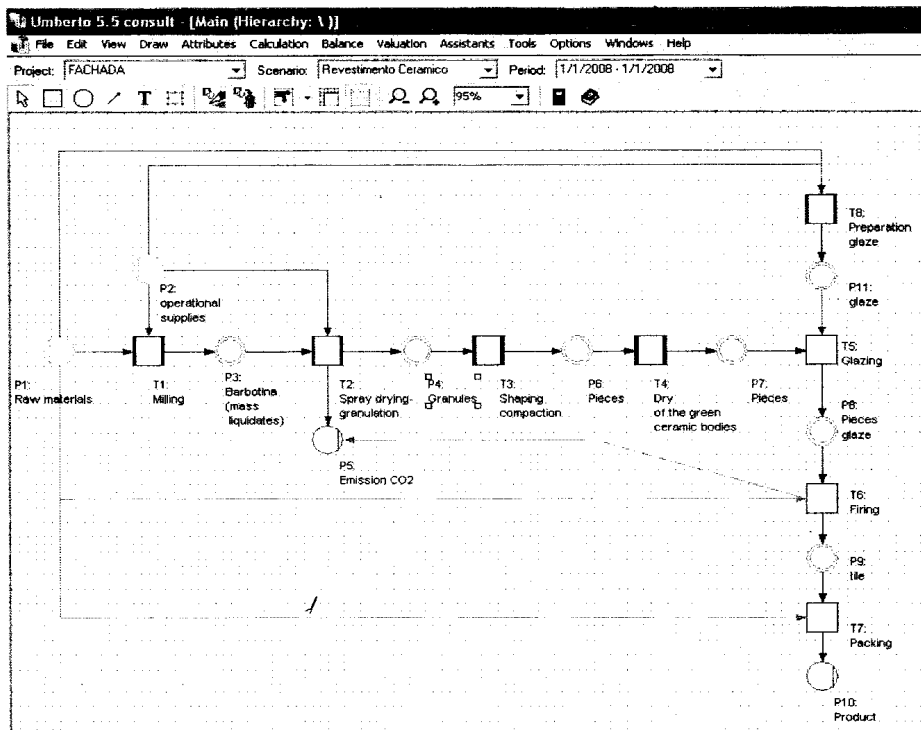 Umberto 5.5 consult - [Main (Hierarchy: \ )]
File Edit View Draw Attributes Calculation Balance Valuation Assistants Tools Options Windows Help
Project: FACHADA Scenario: Revestimento Ceramico Period: 1/1/2008 - 1/1/2008
T 95%
T8:
Preparation
glaze
P2:
operational
supplies
P11:
glaze
P1:
Raw materials
T1:
Milling
P3:
Barbotina
(mass
liquidates)
T2:
Spray drying-
granulation
P4:
Granules
T3:
Shaping
compaction
P6:
Pieces
T4:
Dry
of the green
ceramic bodies
P7:
Pieces
T5:
Glazing
P8:
Pieces
glaze
P5:
Emission CO2
T6:
Firing
P9:
tile
T7:
Packing
P10:
Product